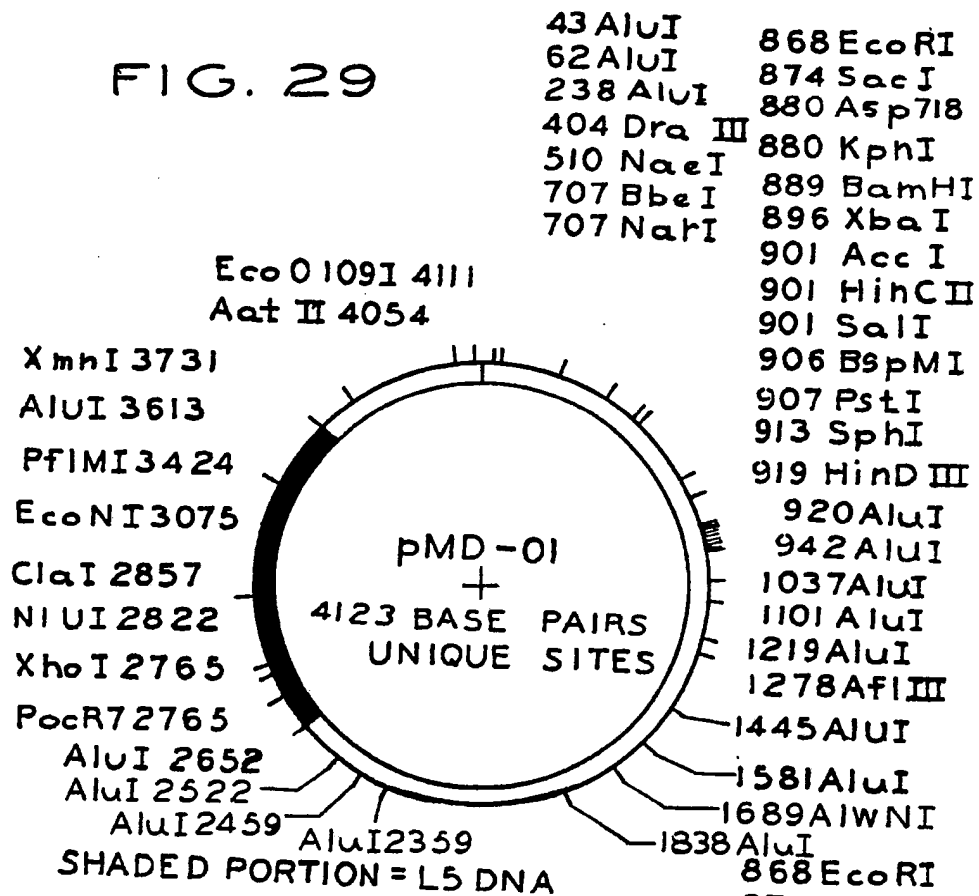 FIG. 29
43 AluI
62 AluI
238 AluI
404 Dra III
510 NaeI
707 BbeI
707 NarI
868 EcoRI
874 SacI
880 Asp718
880 KpnI
889 BamHI
896 XbaI
901 AccI
901 HinCII
901 SalI
906 BspMI
907 PstI
913 SphI
919 HinDIII
920 AluI
942 AluI
1037 AluI
1101 AluI
1219 AluI
1278 AflIII
1445 AluI
1581 AluI
1689 AlwNI
1838 AluI
868 EcoRI
Eco O 109I 4111
Aat II 4054
XmnI 3731
AluI 3613
PflMI 3424
EcoNI 3075
ClaI 2857
NlUI 2822
XhoI 2765
PocR7 2765
AluI 2652
AluI 2522
AluI 2459
AluI 2359
pMD-01
4123 BASE PAIRS
UNIQUE SITES
SHADED PORTION = L5 DNA